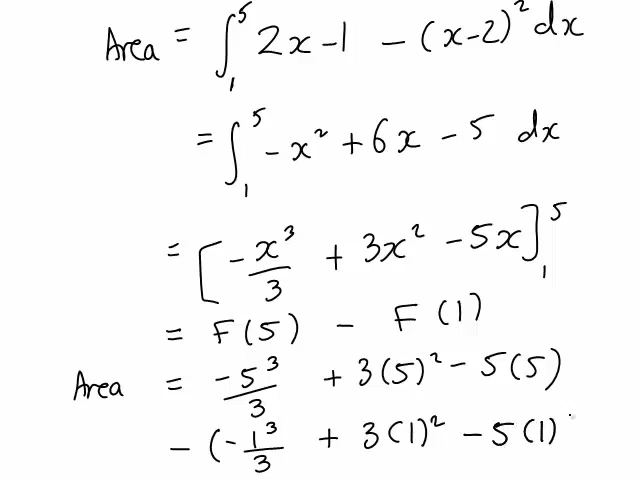 Area = ∫₁⁵ 2x - 1 - (x-2)² dx
= ∫₁⁵ -x² + 6x - 5 dx
= [-x³/3 + 3x² - 5x]₁⁵
= F(5) - F(1)
Area = -5³/3 + 3(5)² - 5(5)
- (-1³/3 + 3(1)² - 5(1)